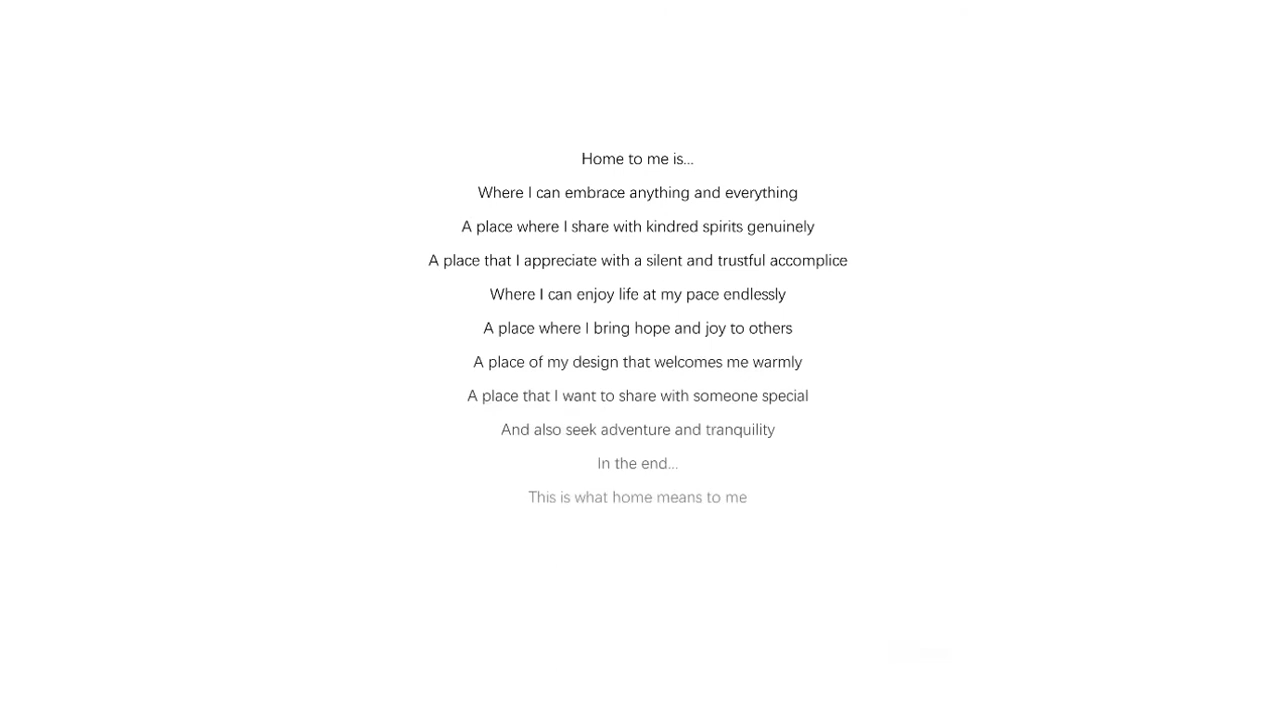 Home to me is...
Where I can embrace anything and everything
A place where I share with kindred spirits genuinely
A place that I appreciate with a silent and trustful accomplice
Where I can enjoy life at my pace endlessly
A place where I bring hope and joy to others
A place of my design that welcomes me warmly
A place that I want to share with someone special
And also seek adventure and tranquility
In the end...
This is what home means to me